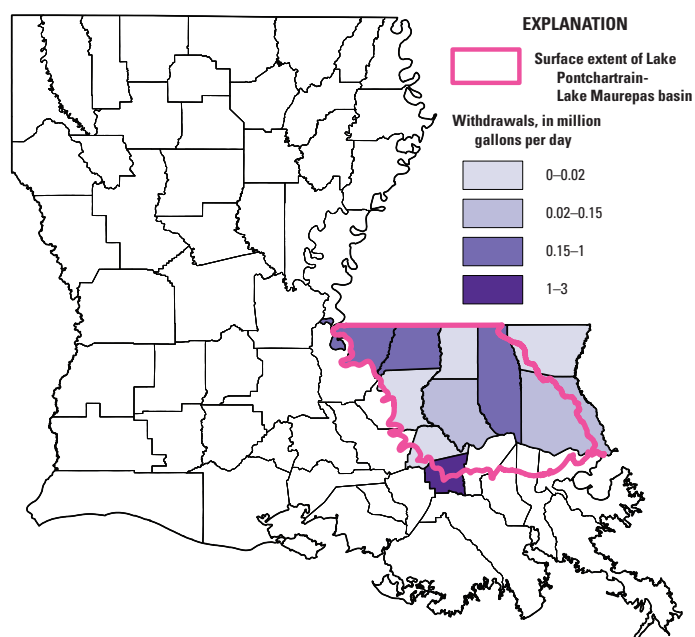 EXPLANATION
Surface extent of Lake
Pontchartrain-
Lake Maurepas basin
Withdrawals, in million
gallons per day
0–0.02
0.02–0.15
0.15–1
1–3